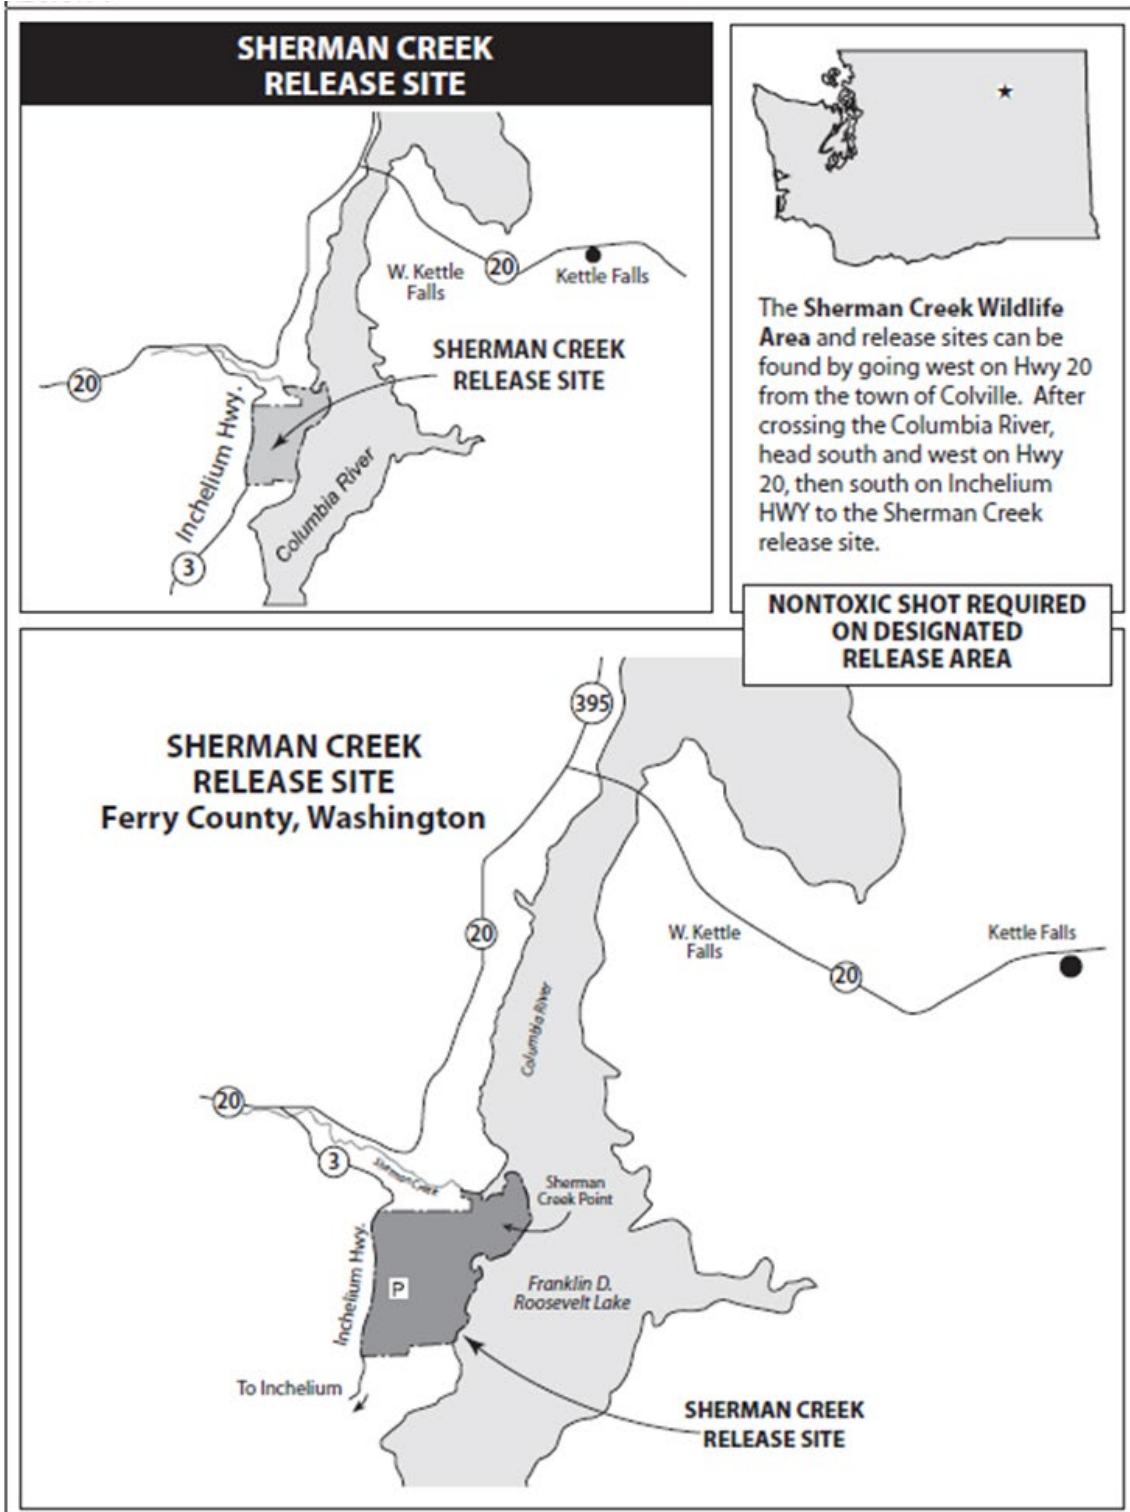 SHERMAN CREEK
RELEASE SITE
20
W. Kettle
Falls
Kettle Falls
SHERMAN CREEK
RELEASE SITE
20
Inchelium Hwy.
Columbia River
3
The Sherman Creek Wildlife
Area and release sites can be
found by going west on Hwy 20
from the town of Colville. After
crossing the Columbia River,
head south and west on Hwy
20, then south on Inchelium
HWY to the Sherman Creek
release site.
NONTOXIC SHOT REQUIRED
ON DESIGNATED
RELEASE AREA
395
SHERMAN CREEK
RELEASE SITE
Ferry County, Washington
20
W. Kettle
Falls
Kettle Falls
20
Columbia River
20
3
Sherman Creek
Sherman
Creek Point
Inchelium Hwy.
P
Franklin D.
Roosevelt Lake
To Inchelium
SHERMAN CREEK
RELEASE SITE